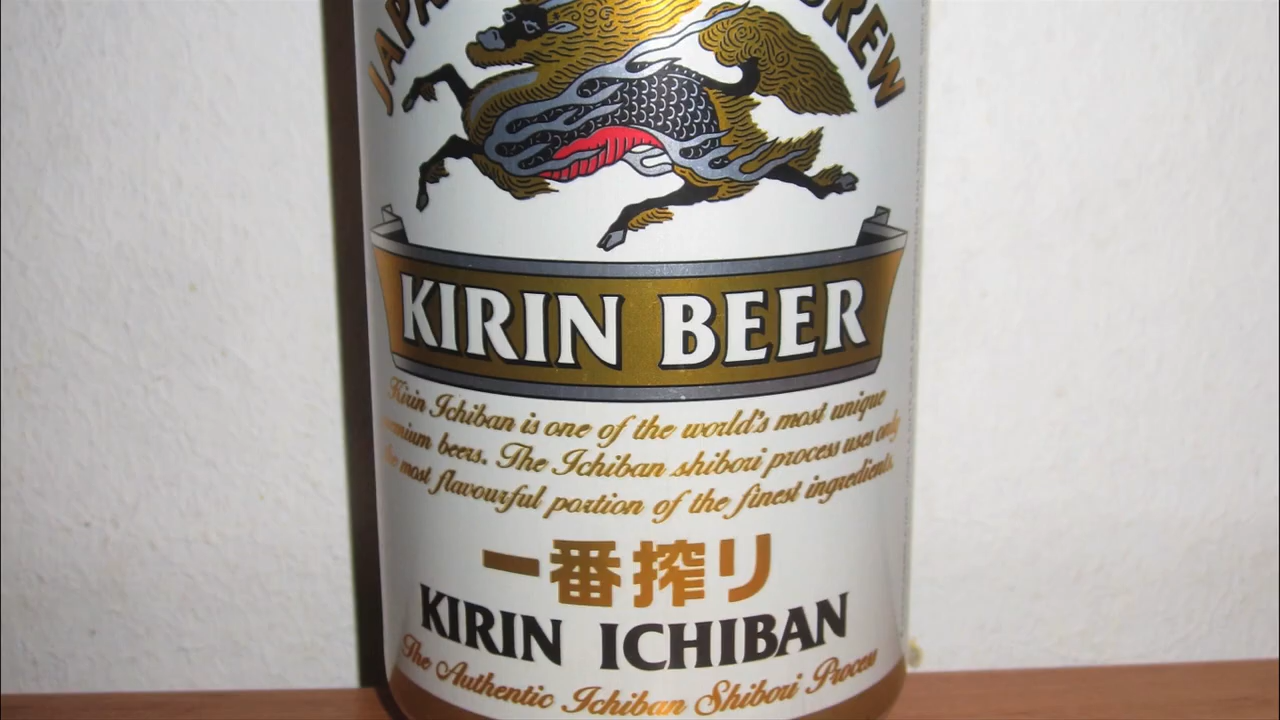 KIRIN BEER
Kirin Ichiban is one of the world's most unique
beers. The Ichiban shibori process uses only
most flavourful portion of the finest ingredients.
一番搾り
KIRIN ICHIBAN
The Authentic Ichiban Shibori Process